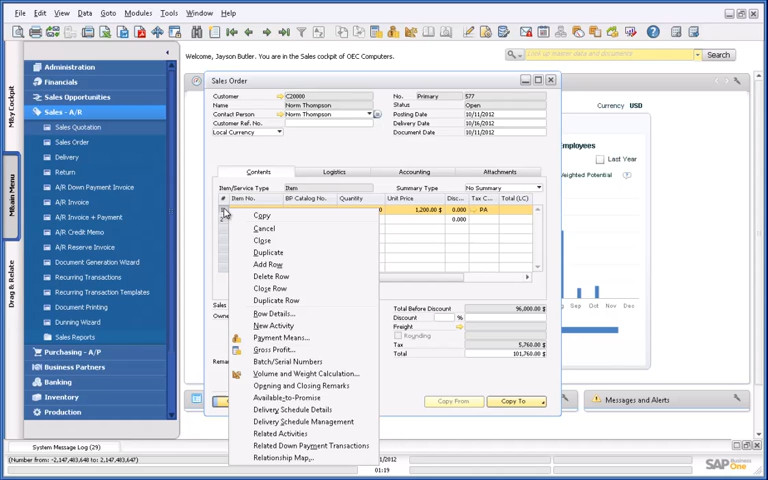 File Edit View Data Goto Modules Tools Window Help
My Cockpit
Main Menu
Drag & Relate
Administration
Financials
Sales Opportunities
Sales - A/R
Sales Quotation
Sales Order
Delivery
Return
A/R Down Payment Invoice
A/R Invoice
A/R Invoice + Payment
A/R Credit Memo
A/R Reserve Invoice
Document Generation Wizard
Recurring Transactions
Recurring Transaction Templates
Document Printing
Dunning Wizard
Sales Reports
Purchasing - A/P
Business Partners
Banking
Inventory
Production
Welcome, Jayson Butler. You are in the Sales cockpit of OEC Computers.
Search
Sales Order
Customer C20000
Name Norm Thompson
Contact Person Norm Thompson
Customer Ref. No.
Local Currency
No. Primary 577
Status Open
Posting Date 10/11/2012
Delivery Date 10/16/2012
Document Date 10/11/2012
Contents Logistics Accounting Attachments
Item/Service Type Item Summary Type No Summary
# Item No. BP Catalog No. Quantity Unit Price Disc... Tax C... Total (LC)
1,200.00 $ 0.000 PA
2 0.000
Copy
Cancel
Close
Duplicate
Add Row
Delete Row
Close Row
Duplicate Row
Row Details...
New Activity
Payment Means...
Gross Profit...
Batch/Serial Numbers
Volume and Weight Calculation...
Opening and Closing Remarks
Available-to-Promise
Delivery Schedule Details
Delivery Schedule Management
Related Activities
Related Down Payment Transactions
Relationship Map...
Sales
Owne
Remar
Total Before Discount 96,000.00 $
Discount %
Freight
Rounding
Tax 5,760.00 $
Total 101,760.00 $
Copy From Copy To
Currency USD
mployees
Last Year
Weighted Potential
Messages and Alerts
System Message Log (29)
(Number from: -2,147,483,648 to: 2,147,483,647)
/2012
01:19
SAP Business One